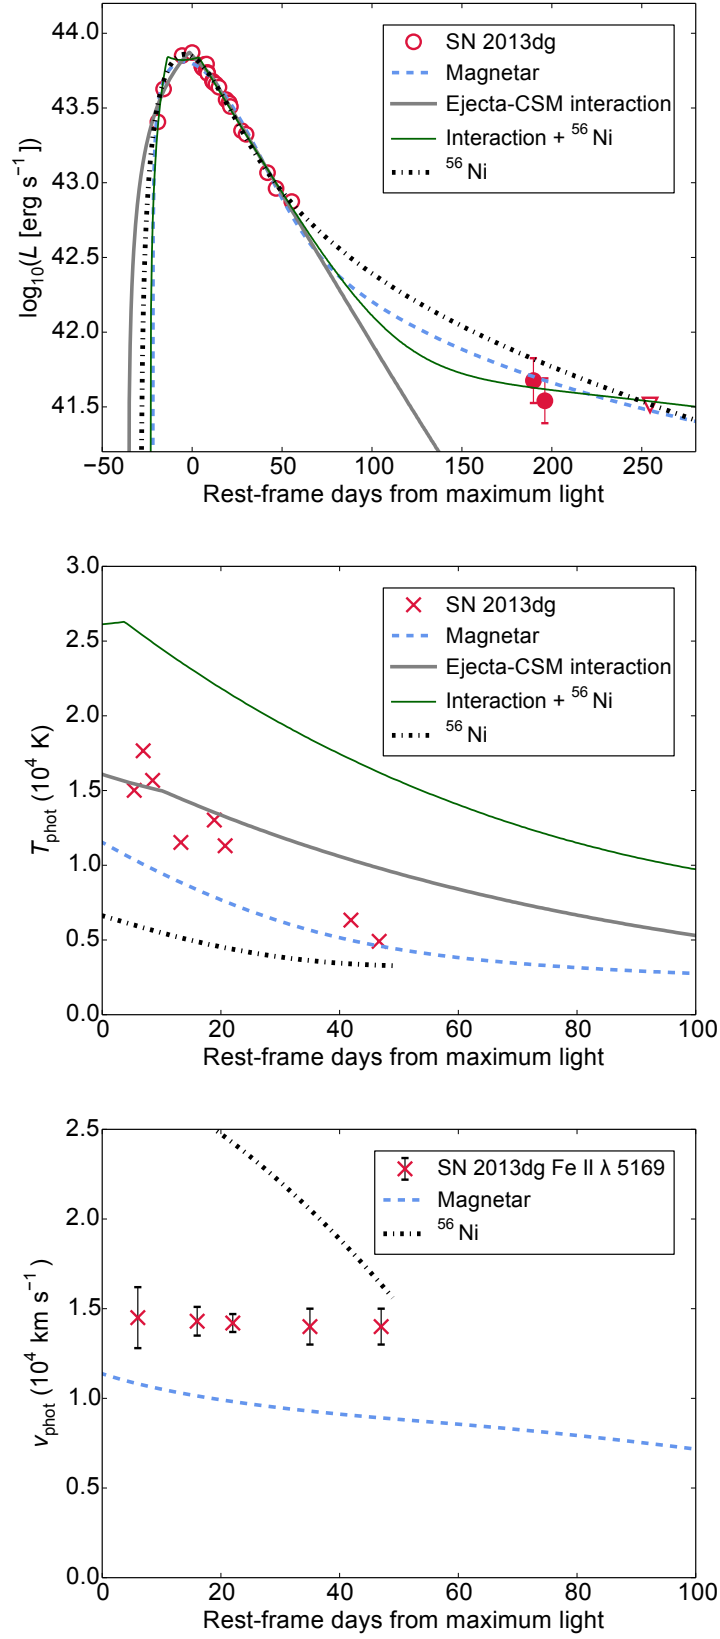 44.0
43.5
43.0
42.5
42.0
41.5
log₁₀(L [erg s⁻¹])
SN 2013dg
Magnetar
Ejecta-CSM interaction
Interaction + ⁵⁶Ni
⁵⁶Ni
−50 0 50 100 150 200 250
Rest-frame days from maximum light
3.0
2.5
2.0
1.5
1.0
0.5
0.0
T_phot (10⁴ K)
SN 2013dg
Magnetar
Ejecta-CSM interaction
Interaction + ⁵⁶Ni
⁵⁶Ni
0 20 40 60 80 100
Rest-frame days from maximum light
2.5
2.0
1.5
1.0
0.5
0.0
v_phot (10⁴ km s⁻¹)
SN 2013dg Fe II λ 5169
Magnetar
⁵⁶Ni
0 20 40 60 80 100
Rest-frame days from maximum light